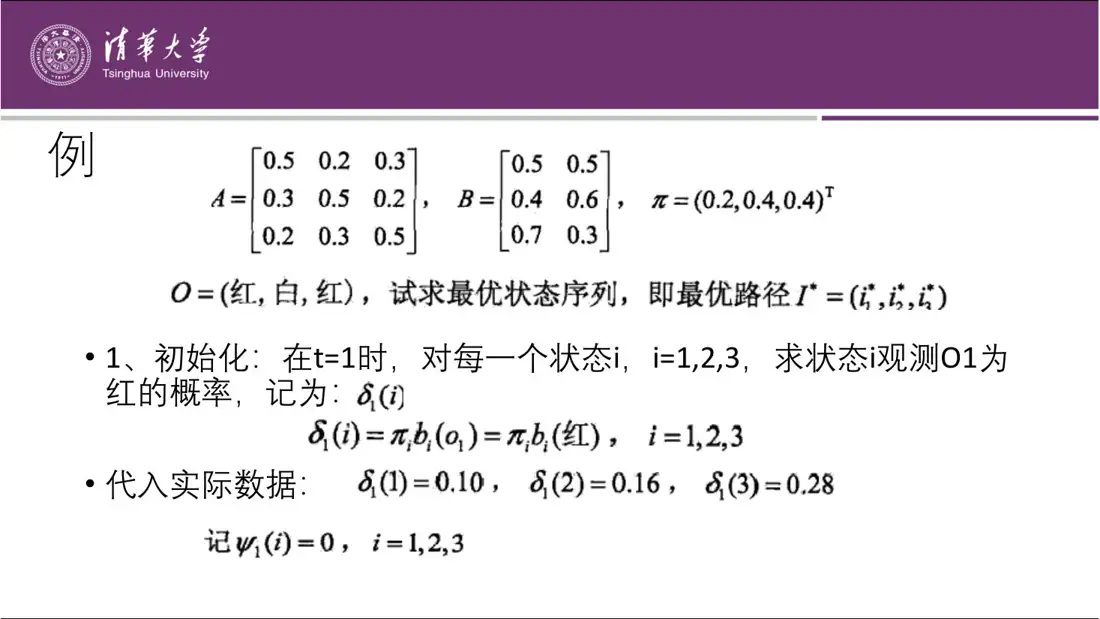 清华大学
Tsinghua University
例
A = [0.5 0.2 0.3
0.3 0.5 0.2
0.2 0.3 0.5], B = [0.5 0.5
0.4 0.6
0.7 0.3], π = (0.2,0.4,0.4)ᵀ
O = (红,白,红), 试求最优状态序列, 即最优路径 I* = (i₁*,i₂*,i₃*)
• 1、初始化：在t=1时，对每一个状态i，i=1,2,3，求状态i观测O1为
红的概率，记为：δ₁(i)
δ₁(i) = πᵢbᵢ(o₁) = πᵢbᵢ(红), i=1,2,3
• 代入实际数据： δ₁(1)=0.10, δ₁(2)=0.16, δ₁(3)=0.28
记ψ₁(i)=0, i=1,2,3